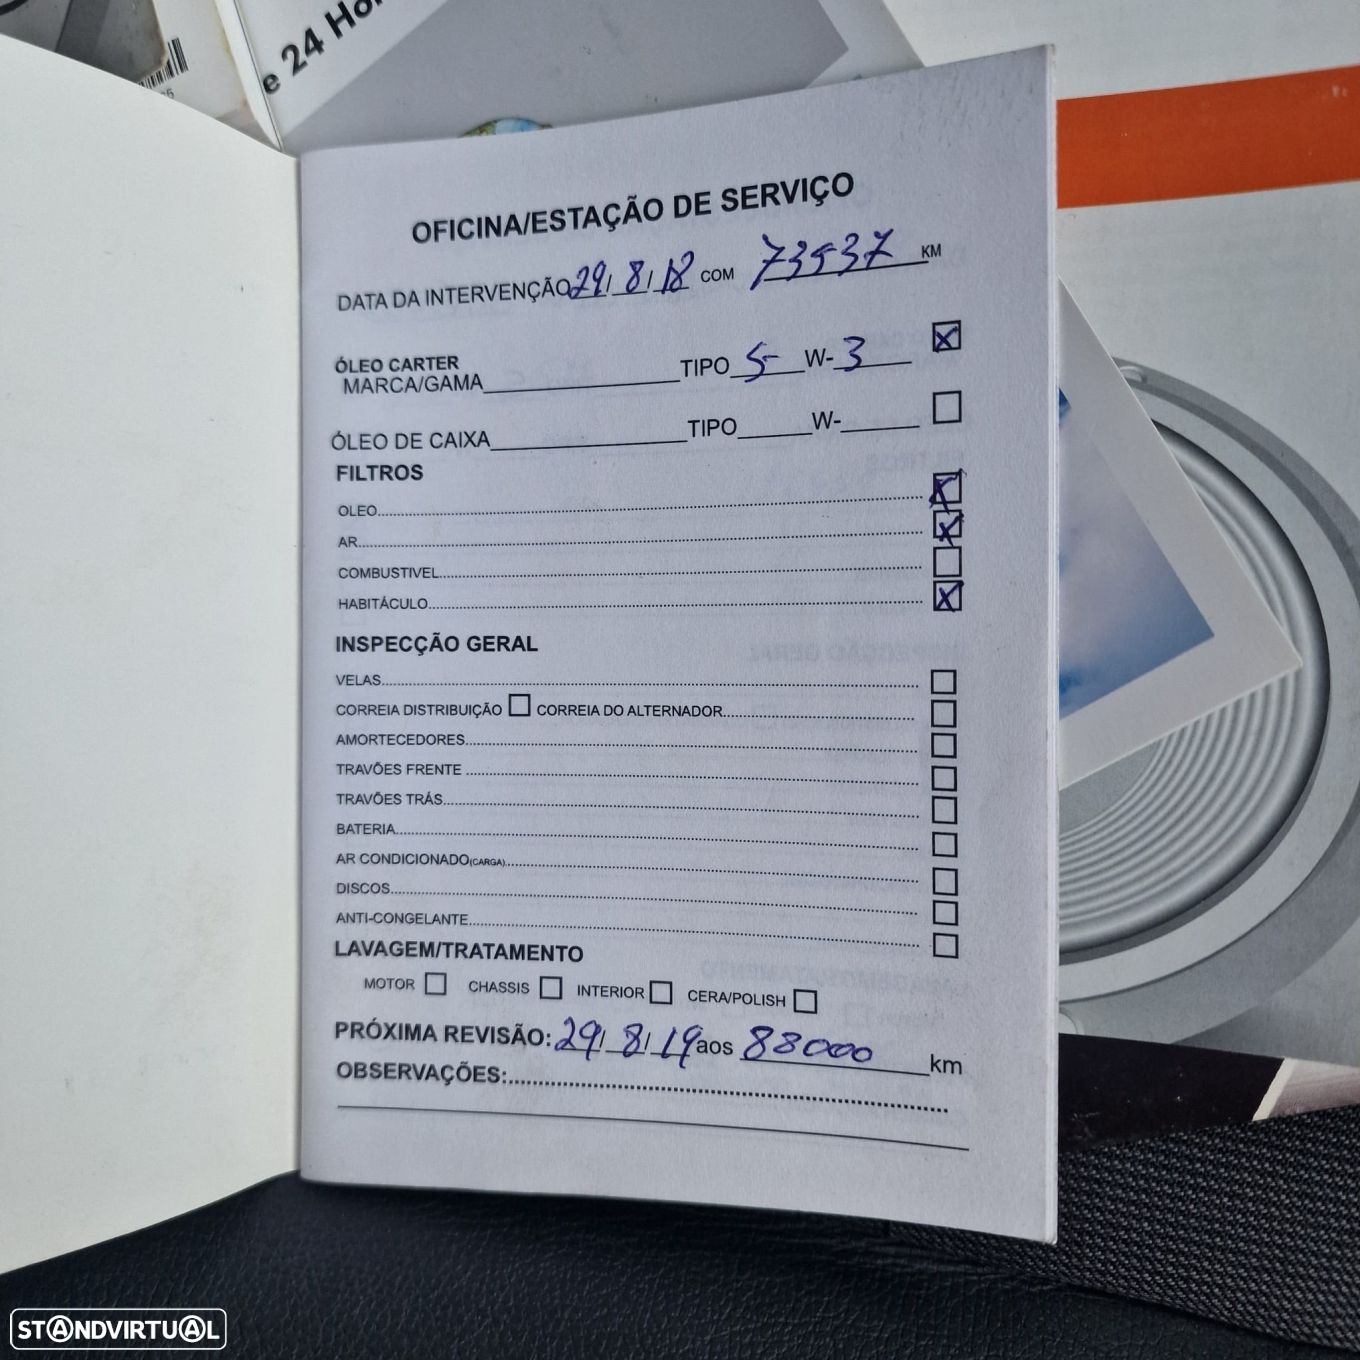 e 24 Hor
OFICINA/ESTAÇÃO DE SERVIÇO
DATA DA INTERVENÇÃO 29/8/18 COM 73537 KM
ÓLEO CARTER
MARCA/GAMA TIPO 5 W-3
ÓLEO DE CAIXA TIPO W-
FILTROS
OLEO
AR
COMBUSTIVEL
HABITÁCULO
INSPECÇÃO GERAL
VELAS
CORREIA DISTRIBUIÇÃO CORREIA DO ALTERNADOR
AMORTECEDORES
TRAVÕES FRENTE
TRAVÕES TRÁS
BATERIA
AR CONDICIONADO(CARGA)
DISCOS
ANTI-CONGELANTE
LAVAGEM/TRATAMENTO
MOTOR CHASSIS INTERIOR CERA/POLISH
PRÓXIMA REVISÃO: 29/8/19 aos 88000 km
OBSERVAÇÕES:
STANDVIRTUAL